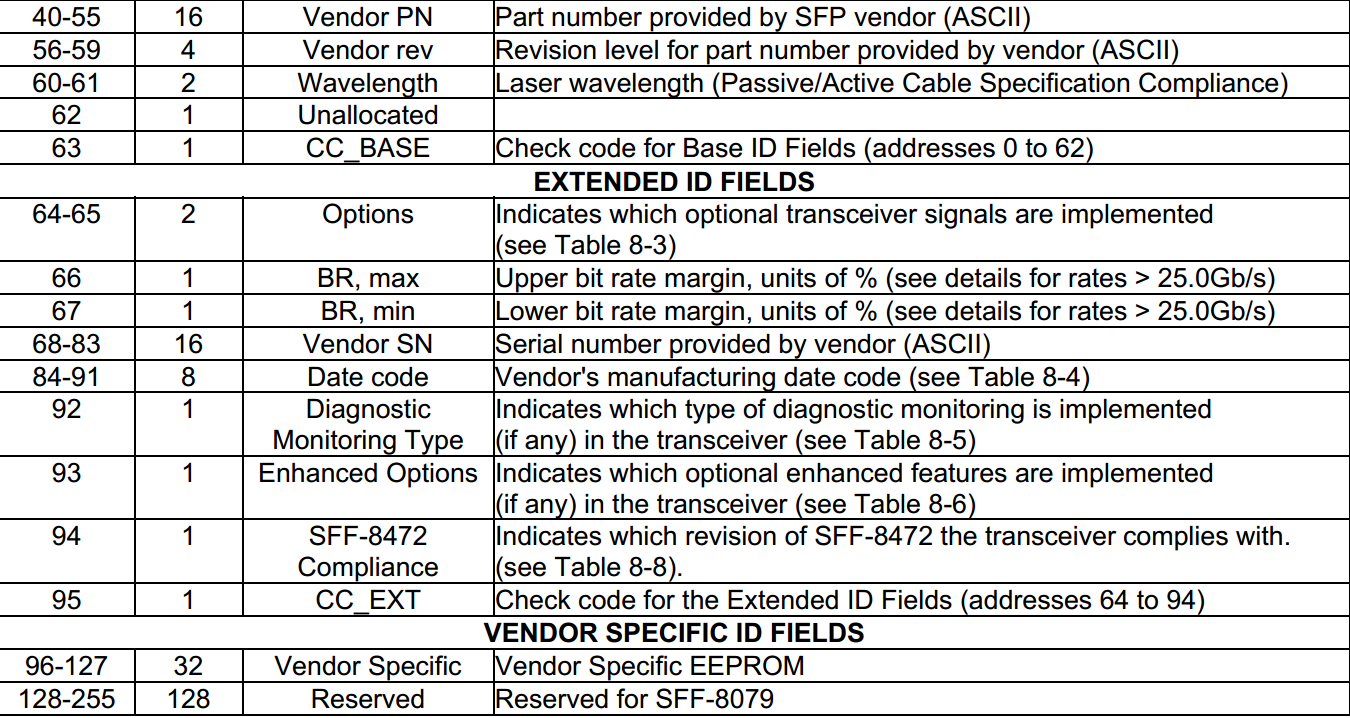 40-55 16 Vendor PN Part number provided by SFP vendor (ASCII)
56-59 4 Vendor rev Revision level for part number provided by vendor (ASCII)
60-61 2 Wavelength Laser wavelength (Passive/Active Cable Specification Compliance)
62 1 Unallocated
63 1 CC_BASE Check code for Base ID Fields (addresses 0 to 62)
EXTENDED ID FIELDS
64-65 2 Options Indicates which optional transceiver signals are implemented
(see Table 8-3)
66 1 BR, max Upper bit rate margin, units of % (see details for rates > 25.0Gb/s)
67 1 BR, min Lower bit rate margin, units of % (see details for rates > 25.0Gb/s)
68-83 16 Vendor SN Serial number provided by vendor (ASCII)
84-91 8 Date code Vendor's manufacturing date code (see Table 8-4)
92 1 Diagnostic Indicates which type of diagnostic monitoring is implemented
Monitoring Type (if any) in the transceiver (see Table 8-5)
93 1 Enhanced Options Indicates which optional enhanced features are implemented
(if any) in the transceiver (see Table 8-6)
94 1 SFF-8472 Indicates which revision of SFF-8472 the transceiver complies with.
Compliance (see Table 8-8).
95 1 CC_EXT Check code for the Extended ID Fields (addresses 64 to 94)
VENDOR SPECIFIC ID FIELDS
96-127 32 Vendor Specific Vendor Specific EEPROM
128-255 128 Reserved Reserved for SFF-8079